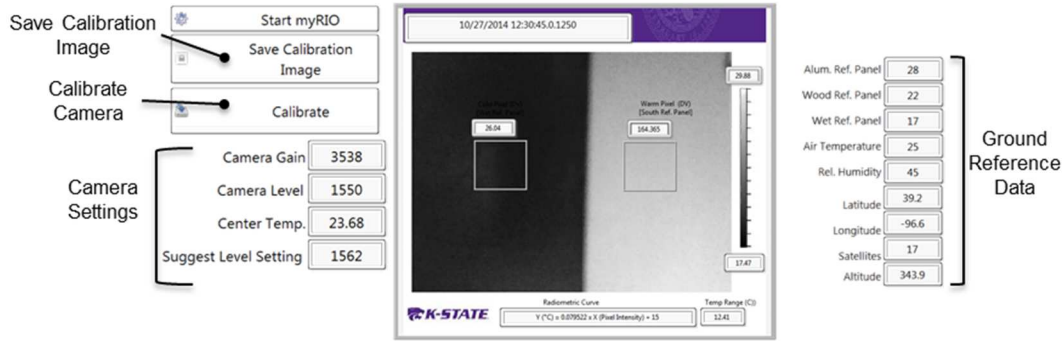 Save Calibration
Image
Calibrate
Camera
Camera
Settings
Start myRIO
Save Calibration
Image
Calibrate
Camera Gain 3538
Camera Level 1550
Center Temp. 23.68
Suggest Level Setting 1562
10/27/2014 12:30:45.0.1250
26.04
Warm Pixel (DV)
[South Ref. Panel]
164.365
29.88
17.47
Radiometric Curve
Y (°C) = 0.079522 x X (Pixel Intensity) + 15
Temp Range (C))
12.41
K-STATE
Alum. Ref. Panel 28
Wood Ref. Panel 22
Wet Ref. Panel 17
Air Temperature 25
Rel. Humidity 45
Latitude 39.2
Longitude -96.6
Satellites 17
Altitude 343.9
Ground
Reference
Data